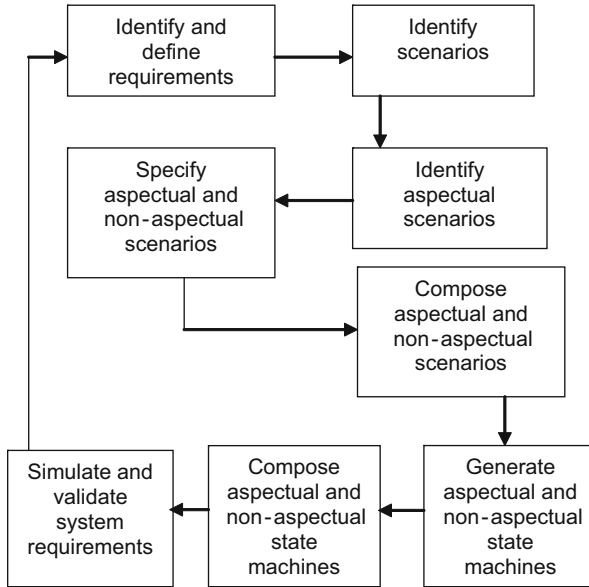 Identify and
define
requirements
Identify
scenarios
Specify
aspectual and
non-aspectual
scenarios
Identify
aspectual
scenarios
Compose
aspectual and
non-aspectual
scenarios
Simulate and
validate
system
requirements
Compose
aspectual and
non-aspectual
state
machines
Generate
aspectual and
non-aspectual
state
machines